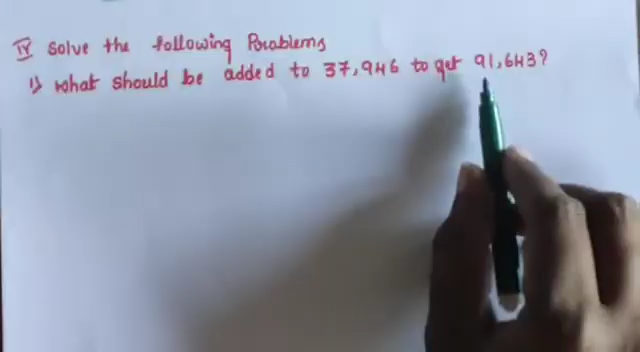 IV Solve the following Problems
1) what should be added to 37,946 to get 91,643?